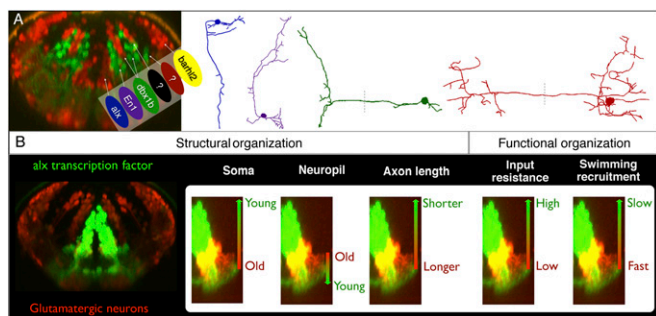 A
alx
En1
dbx1b
?
?
barhl2
B
Structural organization
Functional organization
alx transcription factor
Soma
Neuropil
Axon length
Input
resistance
Swimming
recruitment
Young
Old
Old
Young
Shorter
Longer
High
Low
Slow
Fast
Glutamatergic neurons